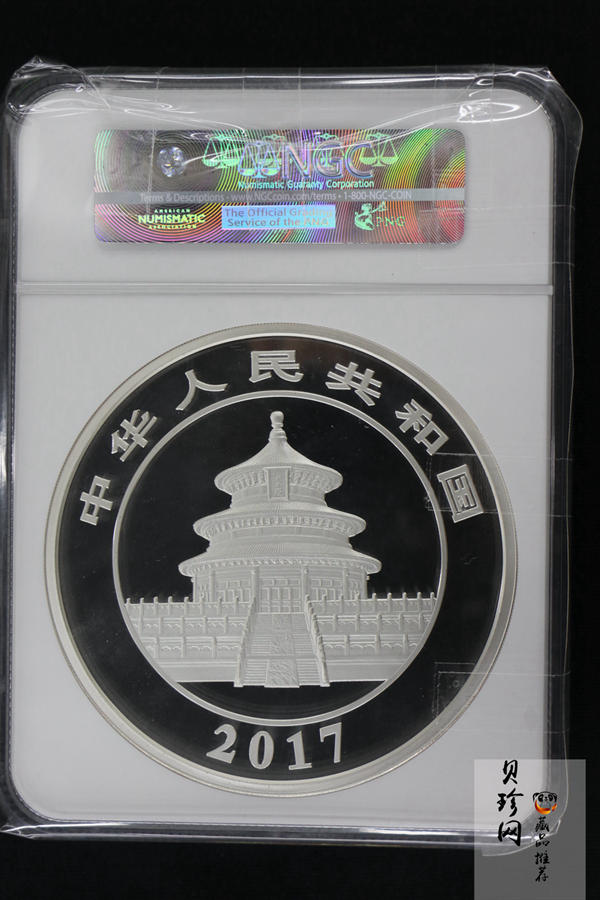 NGC
Numismatic Guaranty Corporation
Terms & Descriptions • www.NGCcoin.com/terms • 1-800-NGC-COIN
AMERICAN
NUMISMATIC
ASSOCIATION
The Official Grading
Service of the ANA
PNG
中华人民共和国
2017
贝珍网
藏品推荐